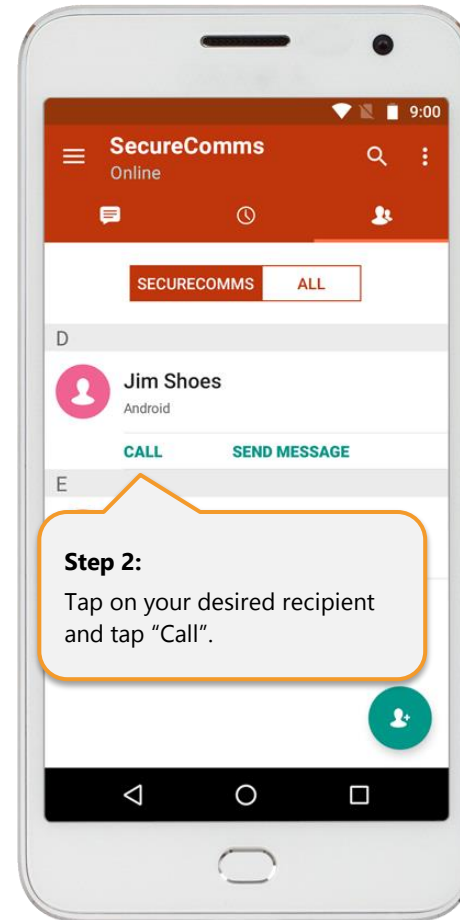 9:00
SecureComms
Online
SECURECOMMS ALL
D
Jim Shoes
Android
CALL SEND MESSAGE
E
Step 2:
Tap on your desired recipient
and tap “Call”.